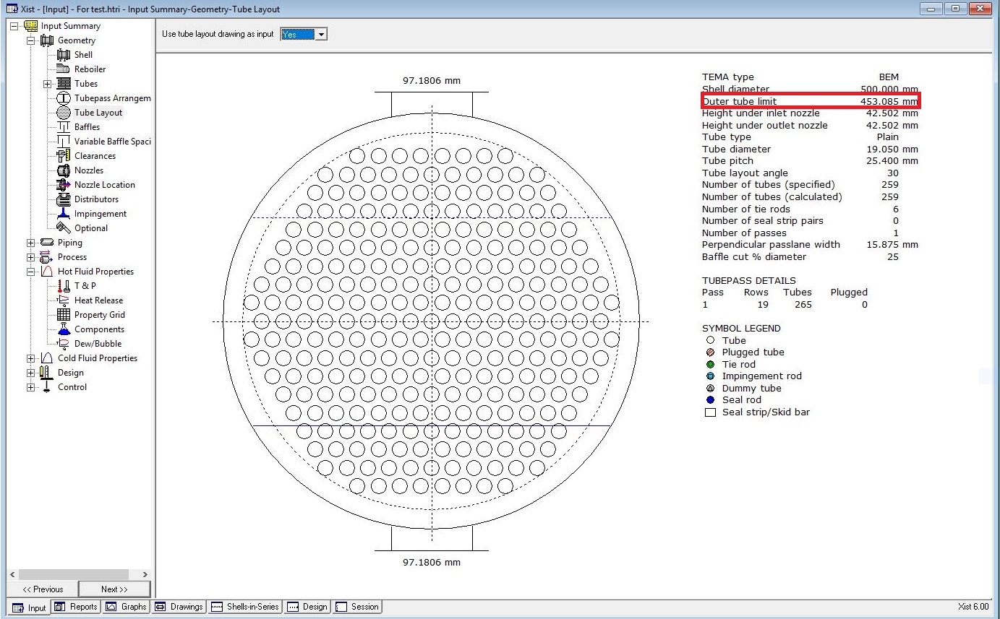 Xist - [Input] - For test.htri - Input Summary-Geometry-Tube Layout
Input Summary
Geometry
Shell
Reboiler
Tubes
Tubepass Arrangem
Tube Layout
Baffles
Variable Baffle Spaci
Clearances
Nozzles
Nozzle Location
Distributors
Impingement
Optional
Piping
Process
Hot Fluid Properties
T & P
Heat Release
Property Grid
Components
Dew/Bubble
Cold Fluid Properties
Design
Control
<< Previous
Next >>
Use tube layout drawing as input Yes
97.1806 mm
97.1806 mm
TEMA type BEM
Shell diameter 500.000 mm
Outer tube limit 453.085 mm
Height under inlet nozzle 42.502 mm
Height under outlet nozzle 42.502 mm
Tube type Plain
Tube diameter 19.050 mm
Tube pitch 25.400 mm
Tube layout angle 30
Number of tubes (specified) 259
Number of tubes (calculated) 259
Number of tie rods 6
Number of seal strip pairs 0
Number of passes 1
Perpendicular passlane width 15.875 mm
Baffle cut % diameter 25
TUBEPASS DETAILS
Pass Rows Tubes Plugged
1 19 265 0
SYMBOL LEGEND
Tube
Plugged tube
Tie rod
Impingement rod
Dummy tube
Seal rod
Seal strip/Skid bar
Input Reports Graphs Drawings Shells-in-Series Design Session
Xist 6.00